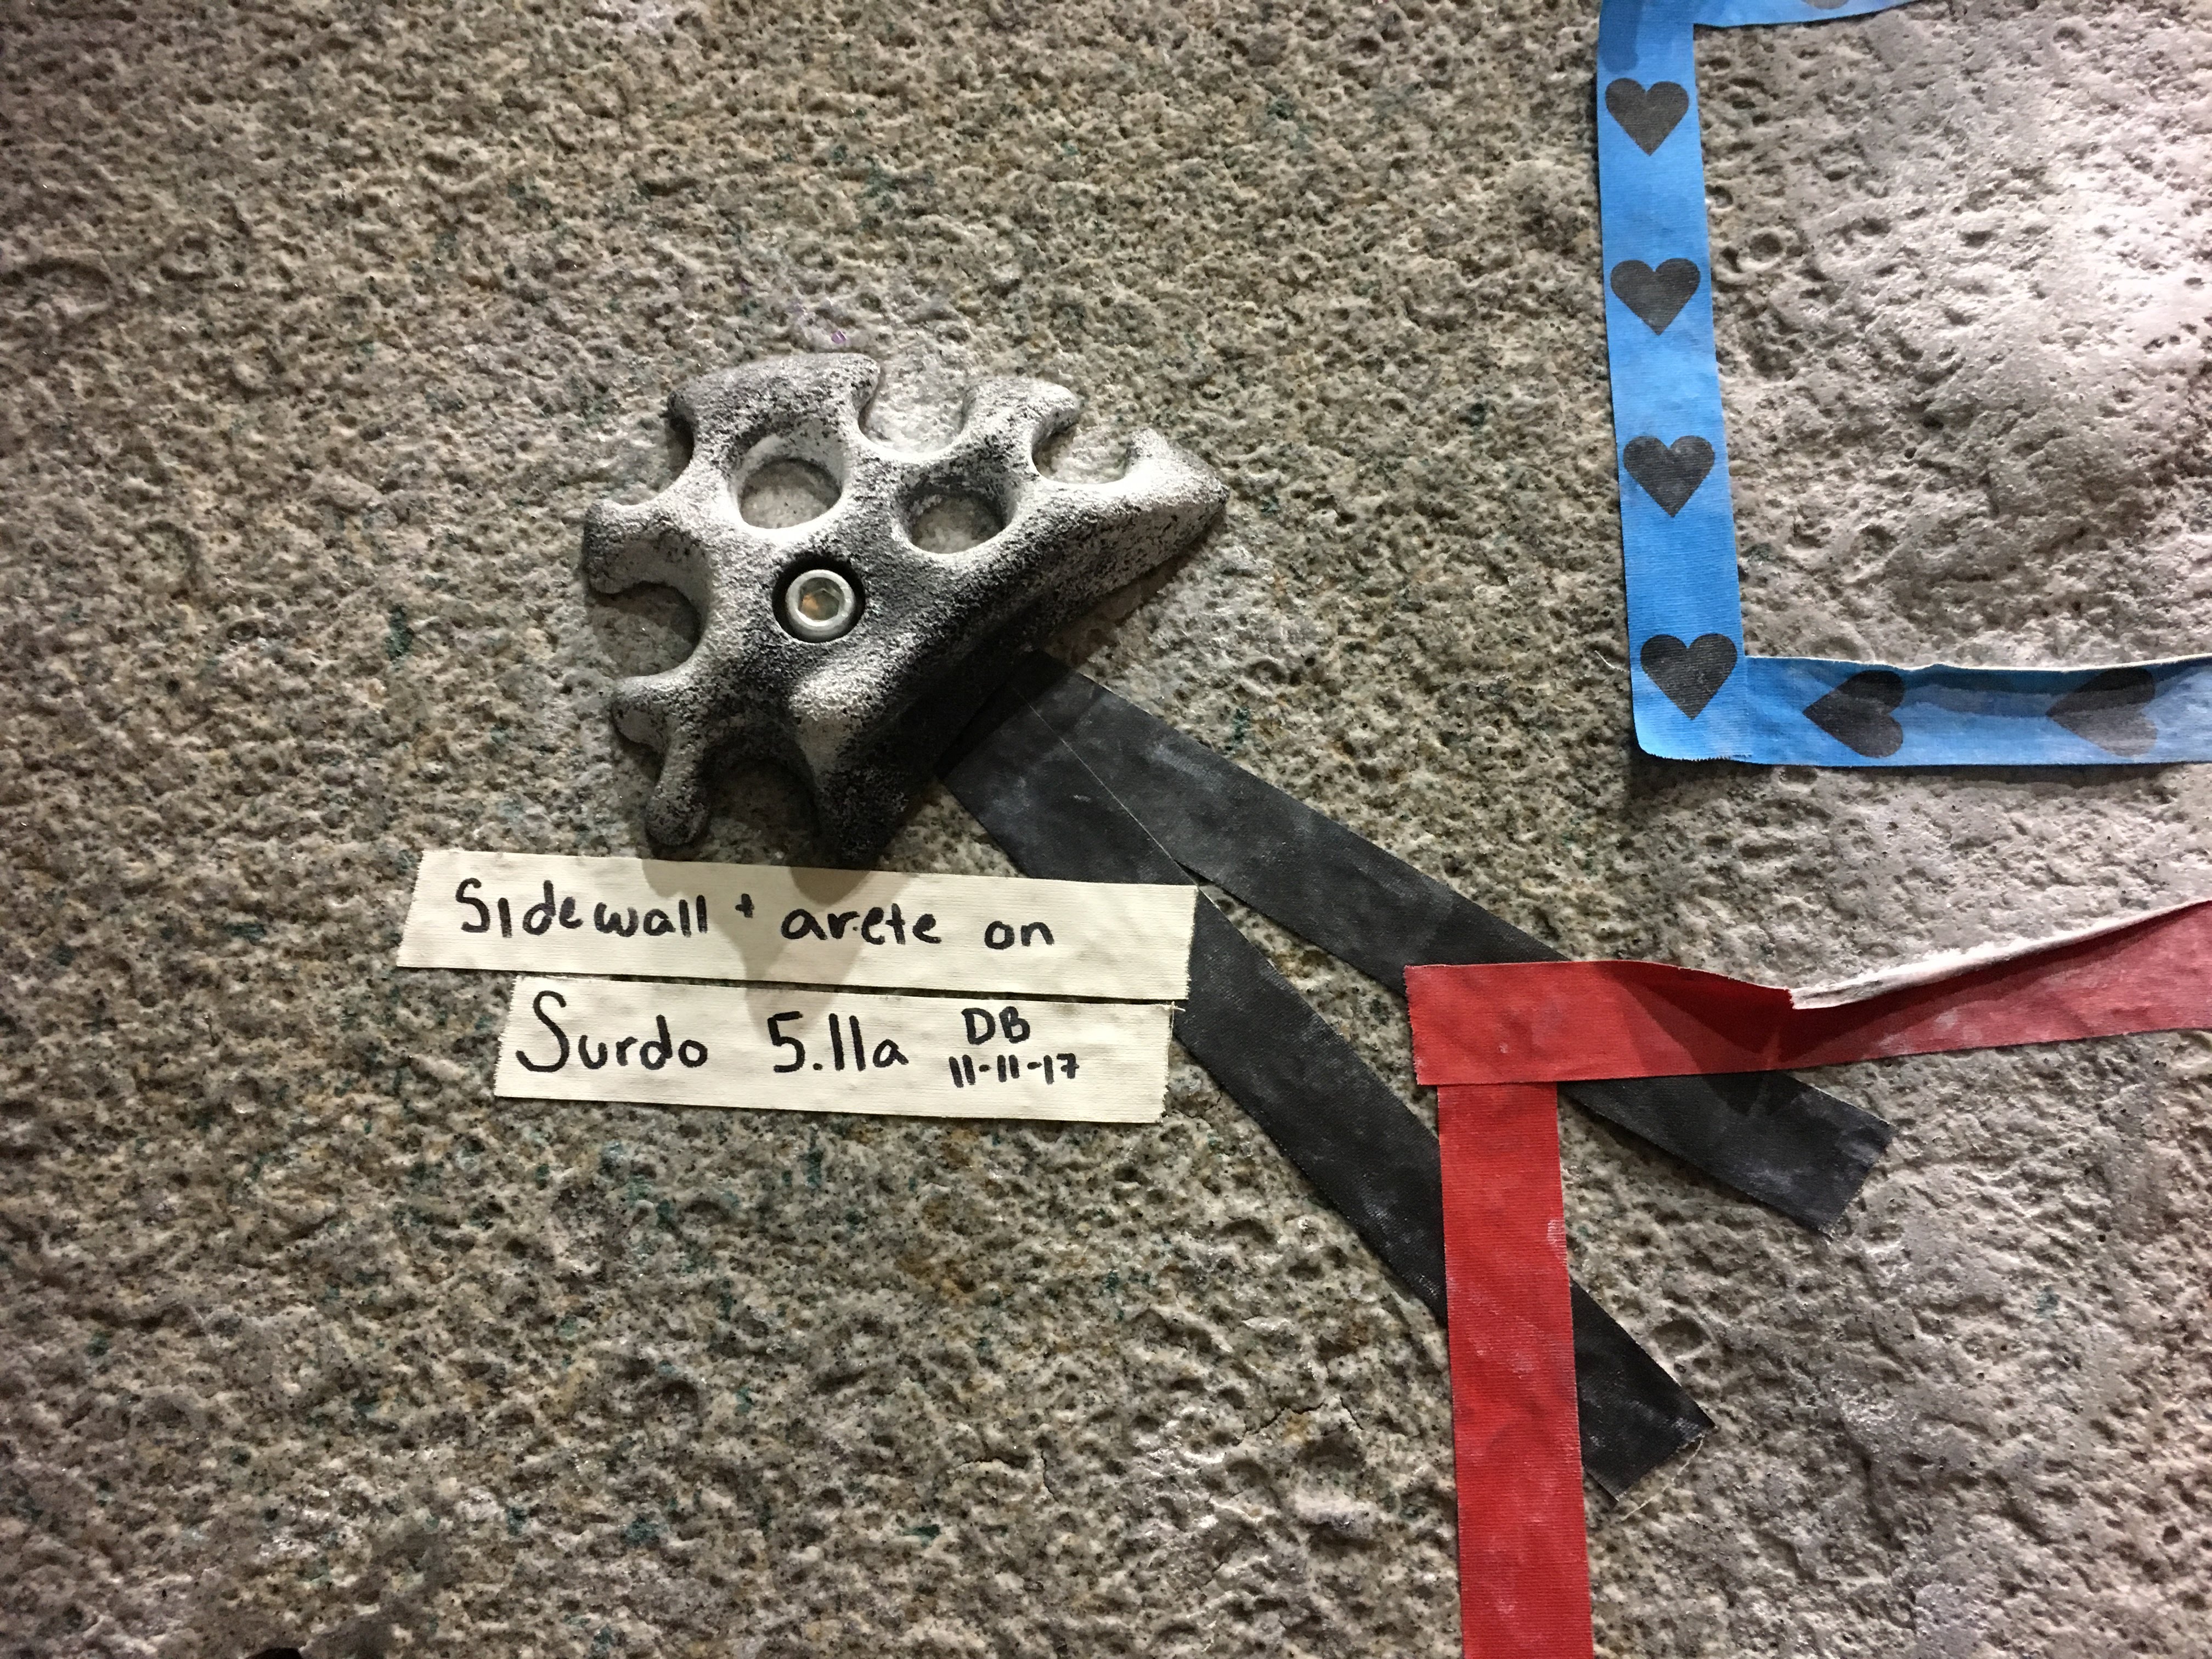 Sidewall + arete on
Surdo 5.11a DB
11-11-17